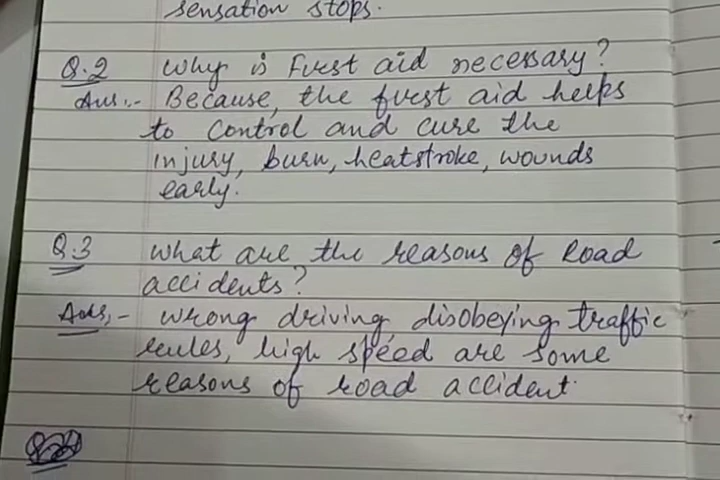 sensation stops.
Q.2 Why is First aid necessary?
Ans:- Because, the first aid helps
to control and cure the
injury, burn, heatstroke, wounds
early.
Q.3 What are the reasons of Road
accidents?
Ans,- Wrong driving, disobeying traffic
rules, high speed are some
reasons of road accident.